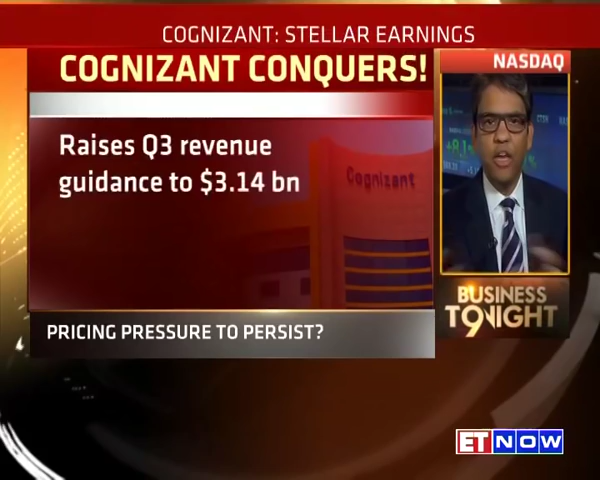 COGNIZANT: STELLAR EARNINGS
COGNIZANT CONQUERS!
NASDAQ
Raises Q3 revenue
guidance to $3.14 bn
Cognizant
BUSINESS
T9NIGHT
PRICING PRESSURE TO PERSIST?
ET NOW